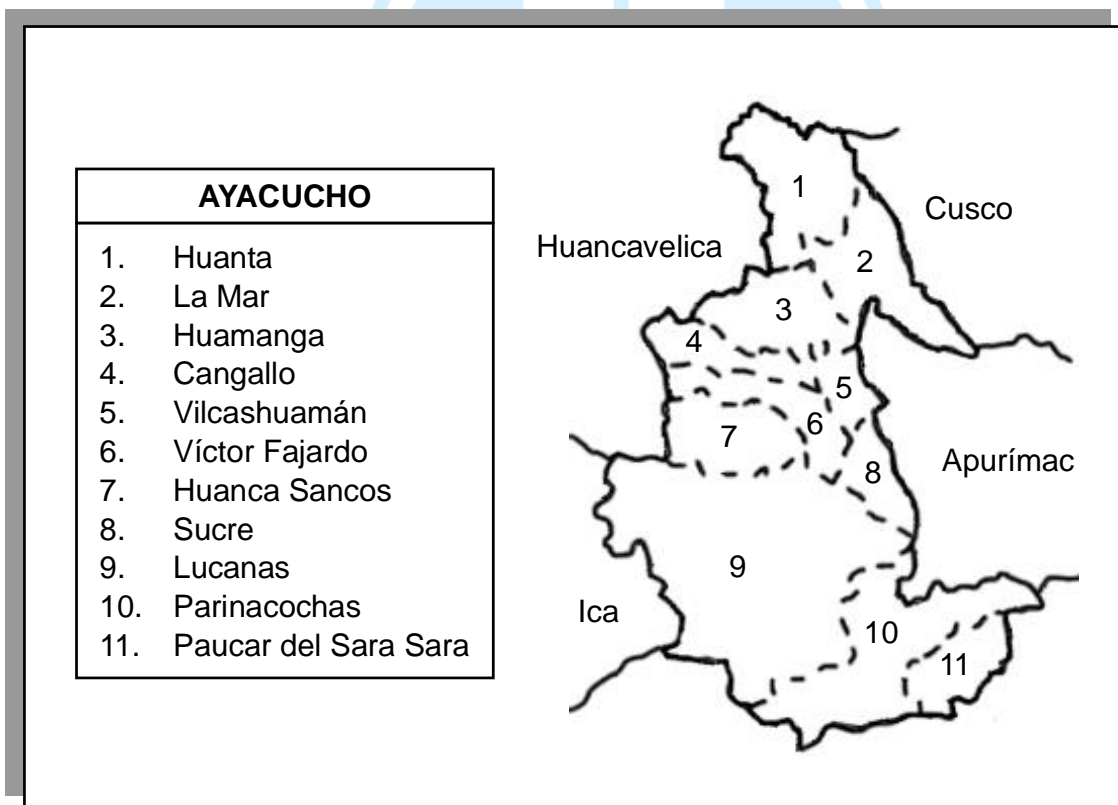 AYACUCHO
1. Huanta
2. La Mar
3. Huamanga
4. Cangallo
5. Vilcashuamán
6. Víctor Fajardo
7. Huanca Sancos
8. Sucre
9. Lucanas
10. Parinacochas
11. Paucar del Sara Sara
1
Cusco
Huancavelica
2
3
4
5
6
7
Apurímac
8
9
Ica
10
11